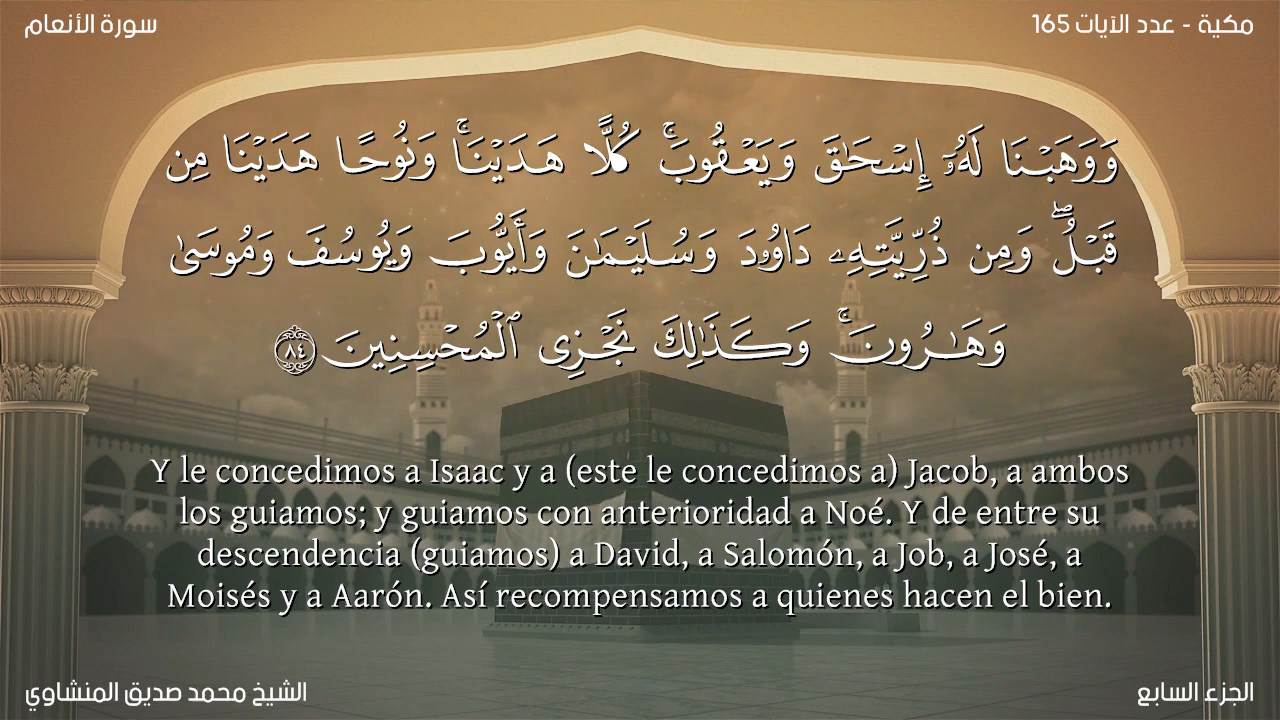 سورة الأنعام
مكية - عدد الآيات 165
وَوَهَبْنَا لَهُۥٓ إِسْحَٰقَ وَيَعْقُوبَۚ كُلًّا هَدَيْنَاۚ وَنُوحًا هَدَيْنَا مِن
قَبْلُۖ وَمِن ذُرِّيَّتِهِۦ دَاوُۥدَ وَسُلَيْمَٰنَ وَأَيُّوبَ وَيُوسُفَ وَمُوسَىٰ
وَهَٰرُونَۚ وَكَذَٰلِكَ نَجْزِى ٱلْمُحْسِنِينَ ٨٤
Y le concedimos a Isaac y a (este le concedimos a) Jacob, a ambos
los guiamos; y guiamos con anterioridad a Noé. Y de entre su
descendencia (guiamos) a David, a Salomón, a Job, a José, a
Moisés y a Aarón. Así recompensamos a quienes hacen el bien.
الشيخ محمد صديق المنشاوي
الجزء السابع